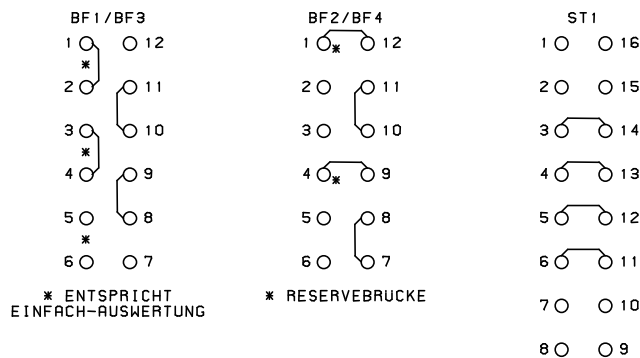 BF1/BF3 BF2/BF4 ST1
1 12 1 * 12 1 16
*
2 11 2 11 2 15
3 10 3 10 3 14
*
4 9 4 * 9 4 13
5 8 5 8 5 12
*
6 7 6 7 6 11
* ENTSPRICHT
EINFACH-AUSWERTUNG
* RESERVEBRUCKE
7 10
8 9